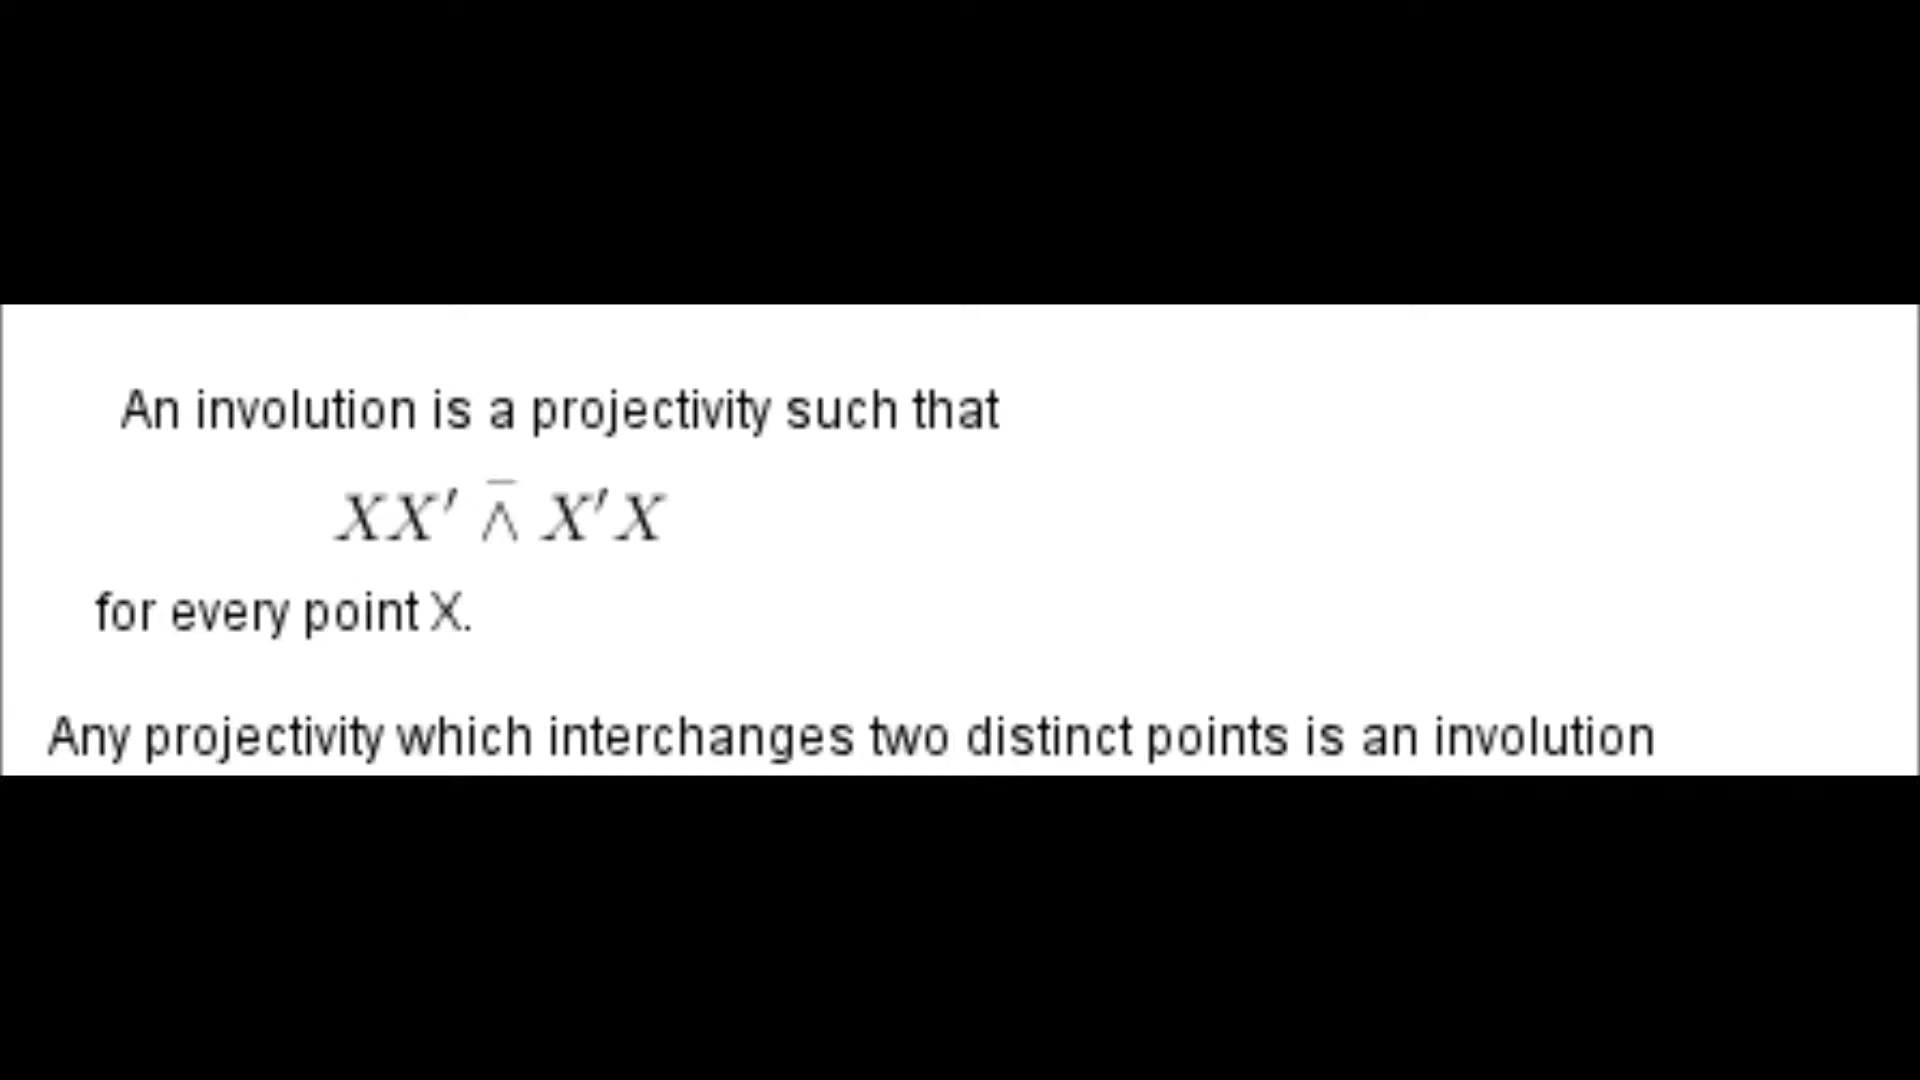 An involution is a projectivity such that
XX′ ⊼ X′X
for every point X.
Any projectivity which interchanges two distinct points is an involution